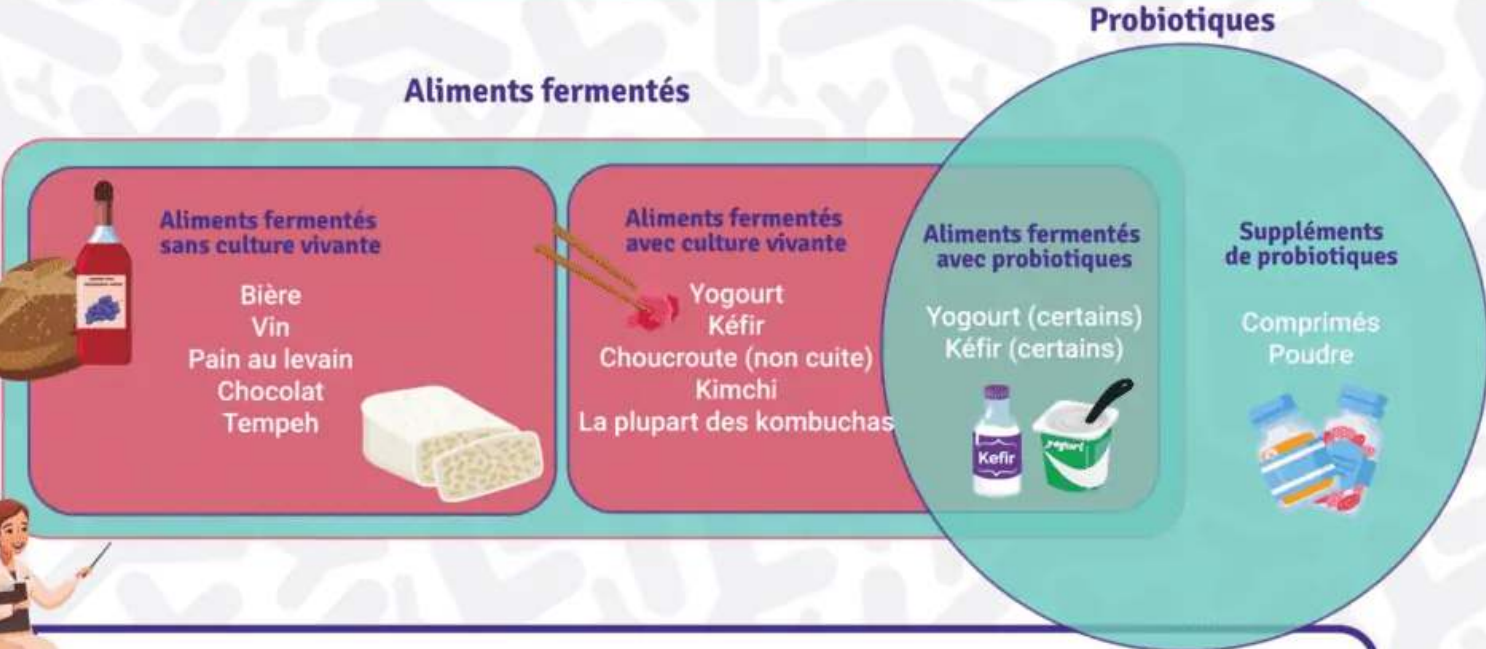 Probiotiques
Aliments fermentés
Aliments fermentés
sans culture vivante
Bière
Vin
Pain au levain
Chocolat
Tempeh
Aliments fermentés
avec culture vivante
Yogourt
Kéfir
Choucroute (non cuite)
Kimchi
La plupart des kombuchas
Aliments fermentés
avec probiotiques
Yogourt (certains)
Kéfir (certains)
Kefir
yogurt
Suppléments
de probiotiques
Comprimés
Poudre